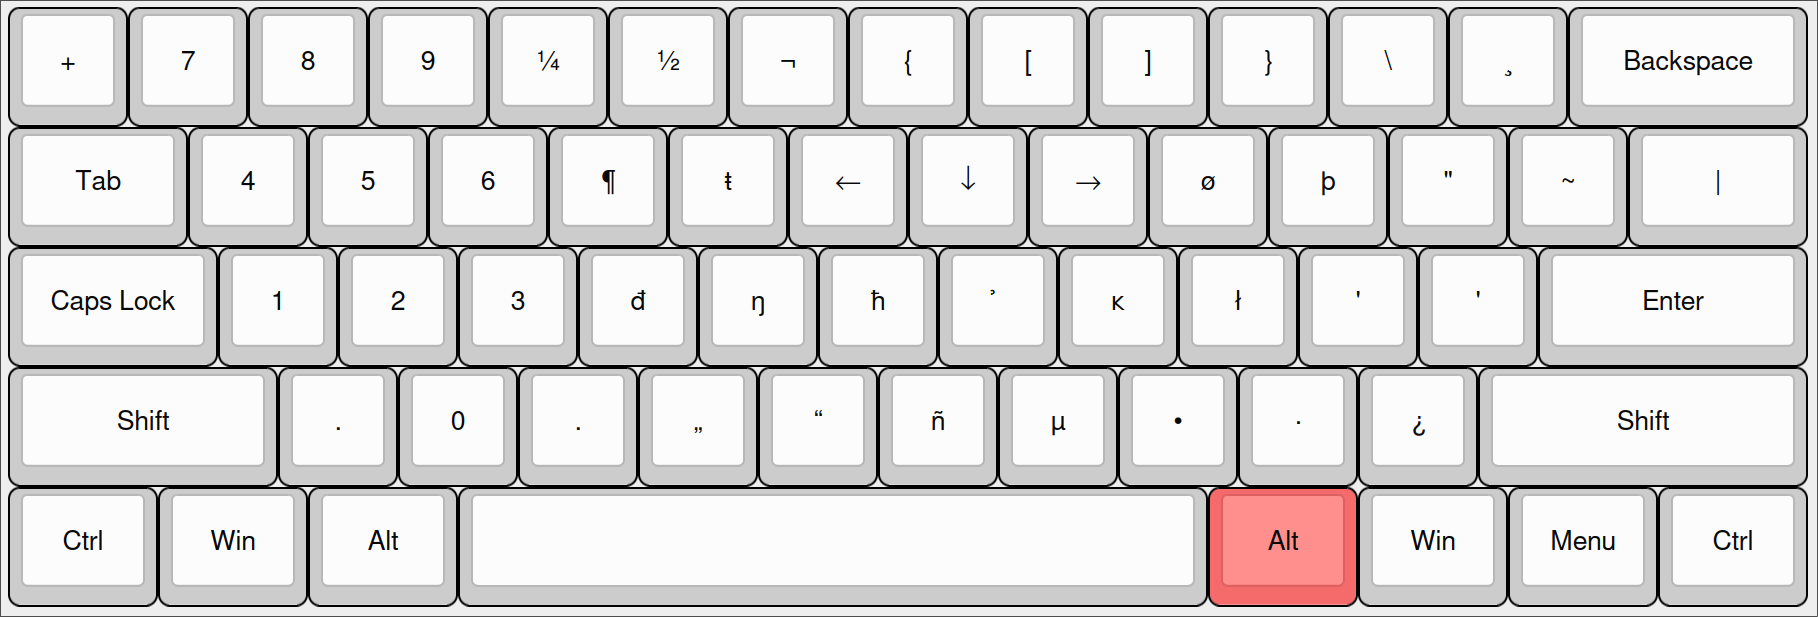 + 7 8 9 ¼ ½ ¬ { [ ] } \ ¸ Backspace
Tab 4 5 6 ¶ ŧ ← ↓ → ø þ " ~ |
Caps Lock 1 2 3 đ ŋ ħ ̉ ĸ ł ' ' Enter
Shift . 0 . „ “ ñ µ • · ¿ Shift
Ctrl Win Alt Alt Win Menu Ctrl